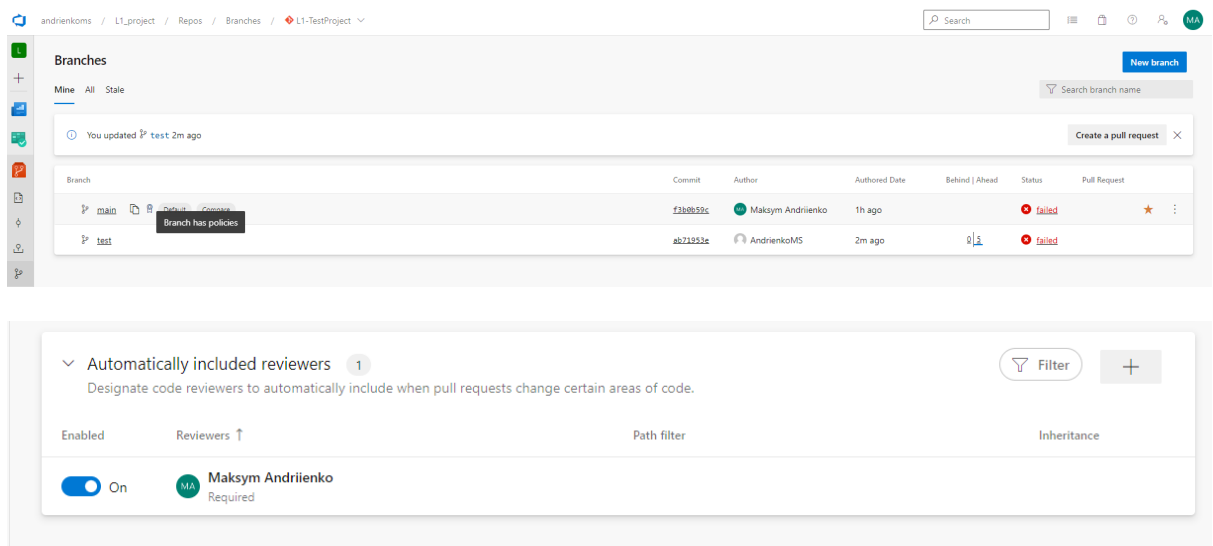 andrienkoms / L1_project / Repos / Branches / L1-TestProject
Search
MA
L
Branches
New branch
Mine All Stale
Search branch name
You updated test 2m ago
Create a pull request
Branch Commit Author Authored Date Behind | Ahead Status Pull Request
main Default Compare f3b0b59c MA Maksym Andriienko 1h ago failed
Branch has policies
test ab71953e AndrienkoMS 2m ago 0 5 failed
Automatically included reviewers 1
Filter
Designate code reviewers to automatically include when pull requests change certain areas of code.
Enabled Reviewers ↑ Path filter Inheritance
On MA Maksym Andriienko
Required